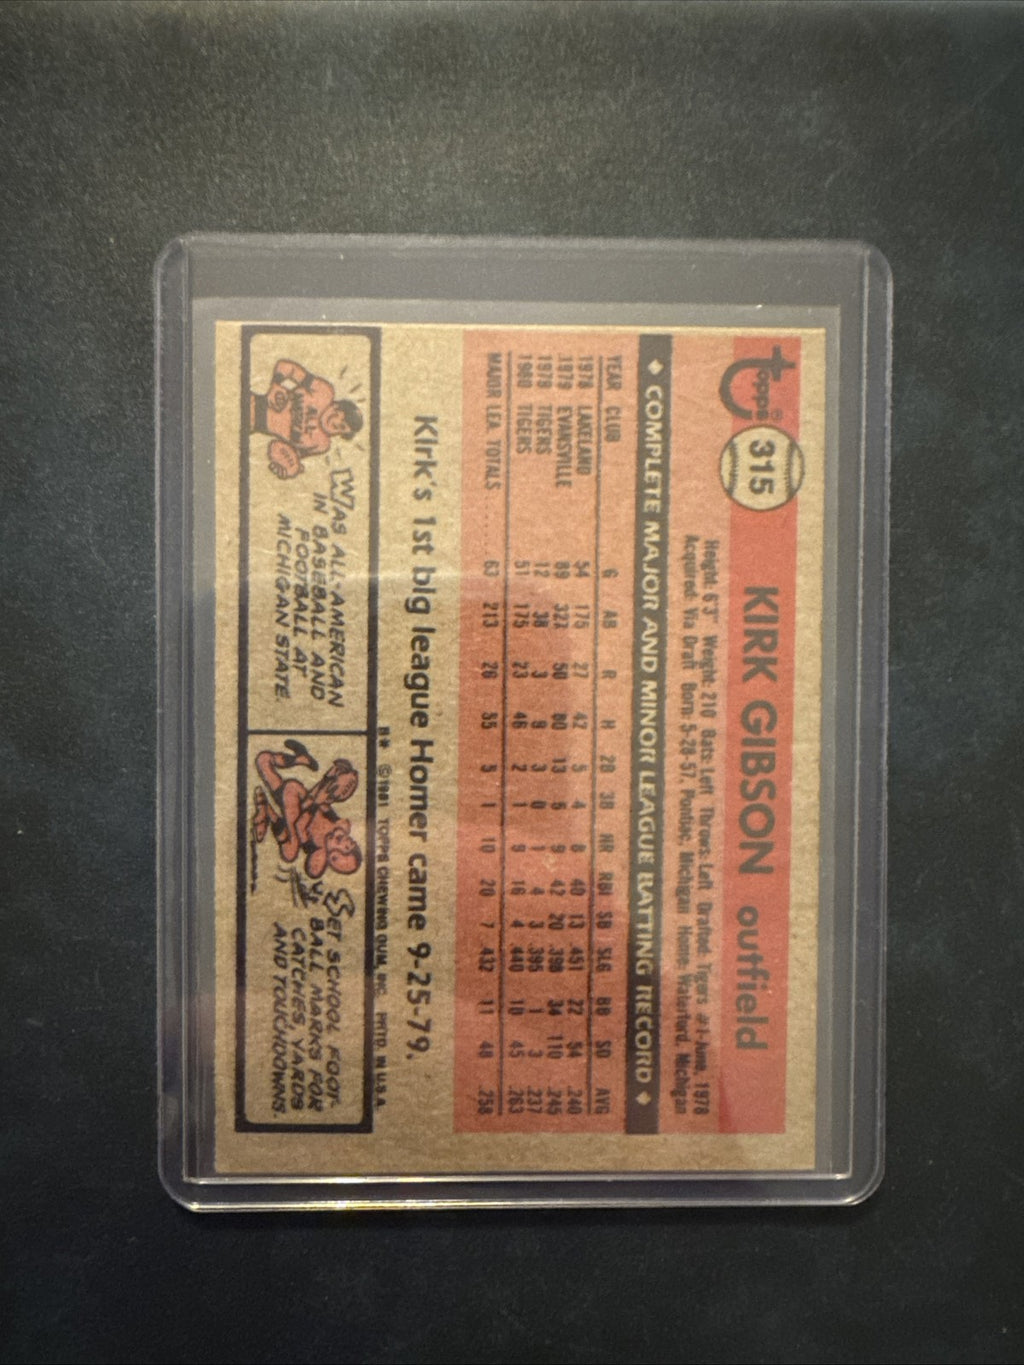 Topps®
315
KIRK GIBSON outfield
Height: 6'3" Weight: 210 Bats: Left Throws: Left Drafted: Tigers #1-June, 1978
Acquired: Via Draft Born: 5-28-57, Pontiac, Michigan Home: Waterford, Michigan
◆ COMPLETE MAJOR AND MINOR LEAGUE BATTING RECORD ◆
YEAR CLUB G AB R H 2B 3B HR RBI SB SLG BB SO AVG
1978 LAKELAND 54 175 27 42 5 4 8 40 13 .451 22 54 .240
1979 EVANSVILLE 89 327 50 80 13 5 9 42 20 .398 34 110 .245
1979 TIGERS 12 38 3 9 3 0 1 4 3 .395 1 3 .237
1980 TIGERS 51 175 23 46 2 1 9 16 4 .440 10 45 .263
MAJOR LEA. TOTALS ...... 63 213 26 55 5 1 10 20 7 .432 11 48 .258
Kirk's 1st big league Homer came 9-25-79.
B* ©1981 TOPPS CHEWING GUM, INC. PRTD. IN U.S.A.
ALL
WAS ALL-AMERICAN
IN BASEBALL AND
FOOTBALL AT
MICHIGAN STATE.
SET SCHOOL FOOT-
BALL MARKS FOR
CATCHES, YARDS
AND TOUCHDOWNS.